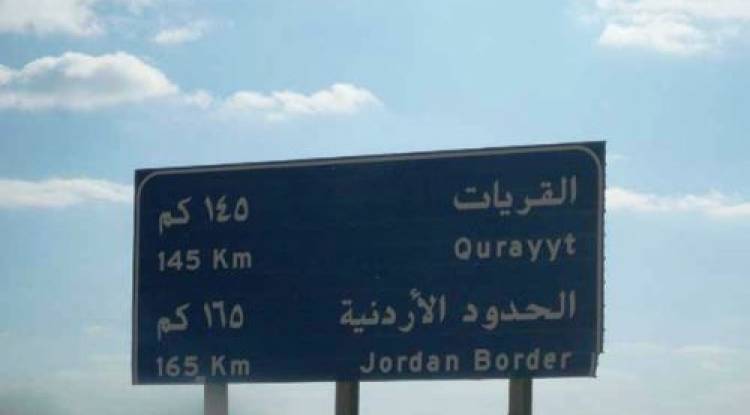 القريات ١٤٥ كم
Qurayyt 145 Km
الحدود الأردنية ١٦٥ كم
Jordan Border 165 Km